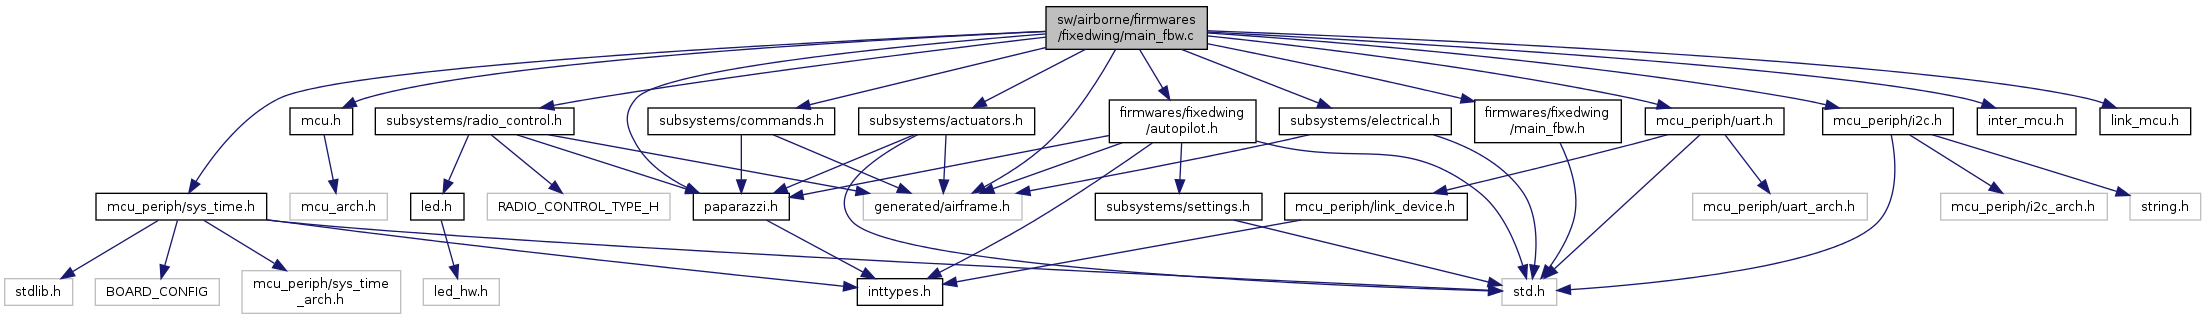 sw/airborne/firmwares
/fixedwing/main_fbw.c
mcu.h
subsystems/radio_control.h
subsystems/commands.h
subsystems/actuators.h
firmwares/fixedwing
/autopilot.h
subsystems/electrical.h
firmwares/fixedwing
/main_fbw.h
mcu_periph/uart.h
mcu_periph/i2c.h
inter_mcu.h
link_mcu.h
mcu_periph/sys_time.h
mcu_arch.h
led.h
RADIO_CONTROL_TYPE_H
paparazzi.h
generated/airframe.h
subsystems/settings.h
mcu_periph/link_device.h
mcu_periph/uart_arch.h
mcu_periph/i2c_arch.h
string.h
stdlib.h
BOARD_CONFIG
mcu_periph/sys_time
_arch.h
led_hw.h
inttypes.h
std.h